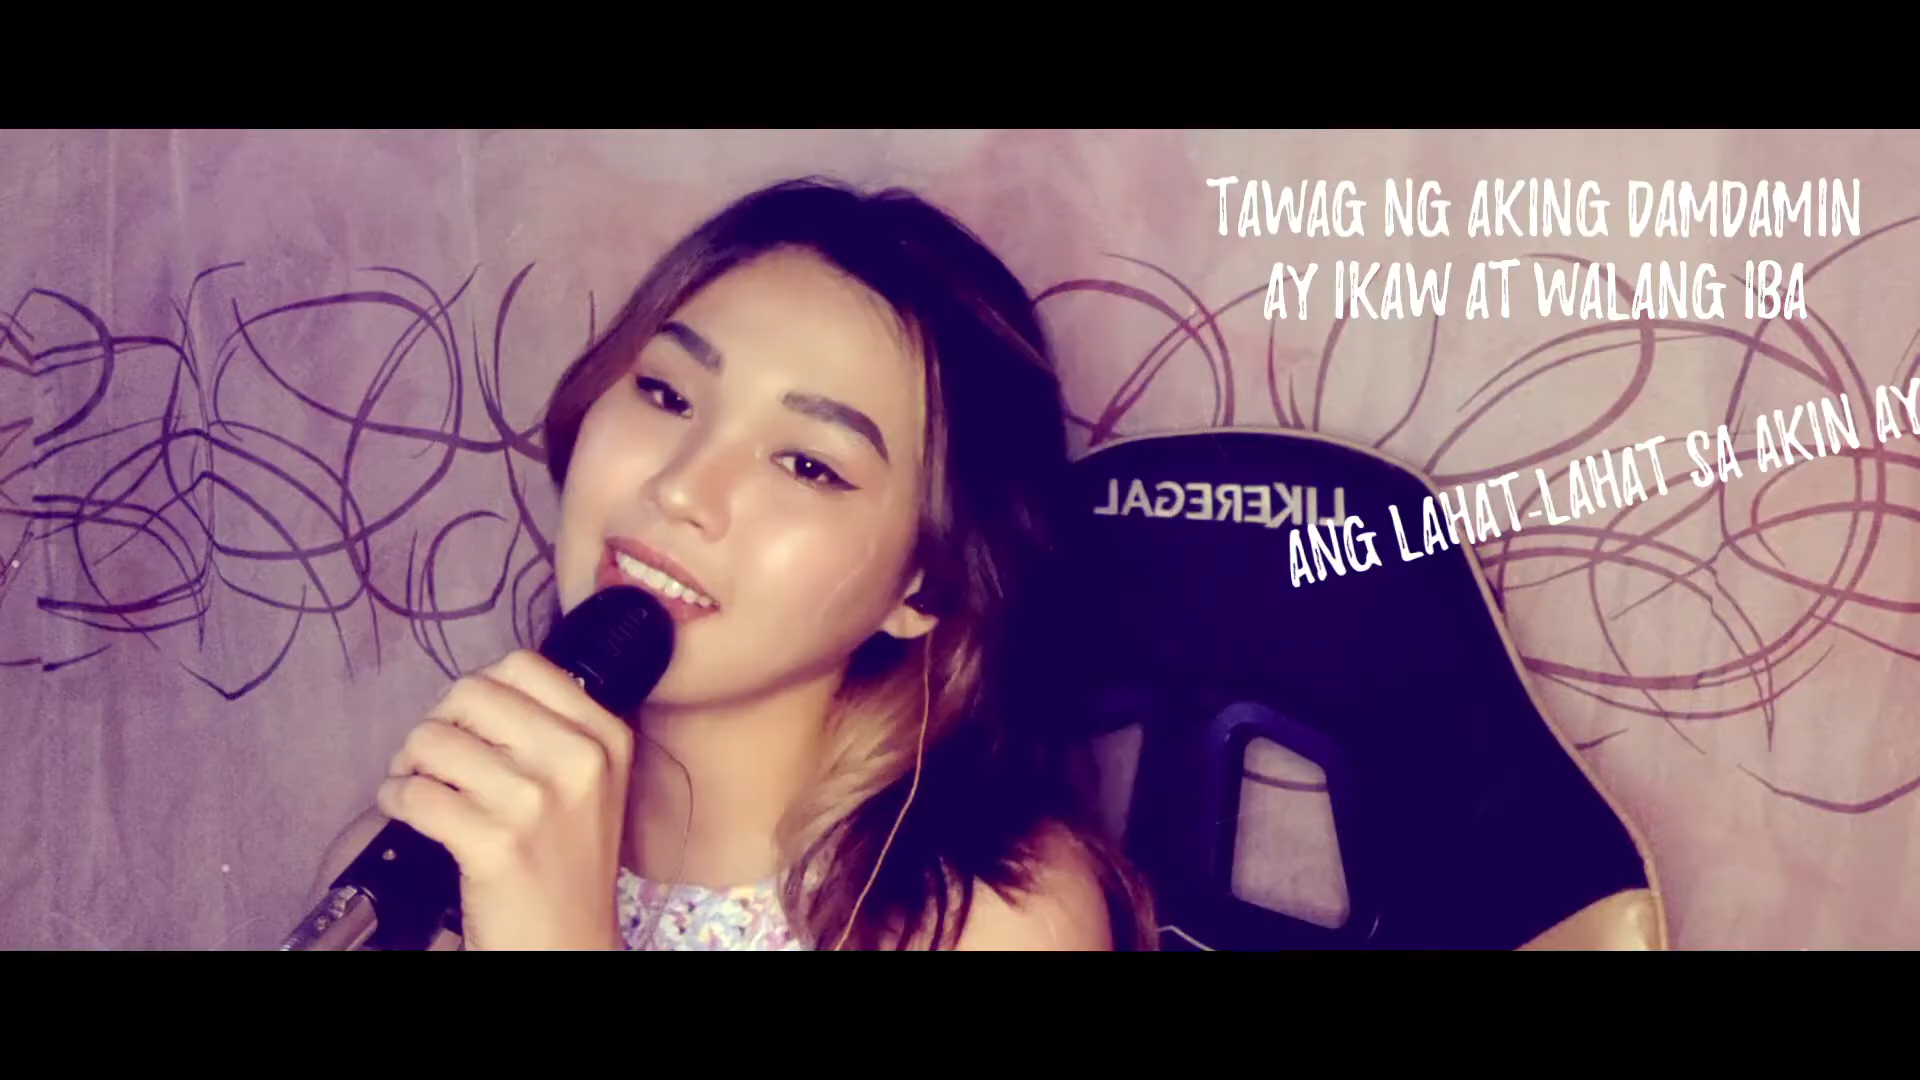 TAWAG NG AKING DAMDAMIN
AY IKAW AT WALANG IBA
ANG LAHAT-LAHAT SA AKIN AY
LIKEREGAL